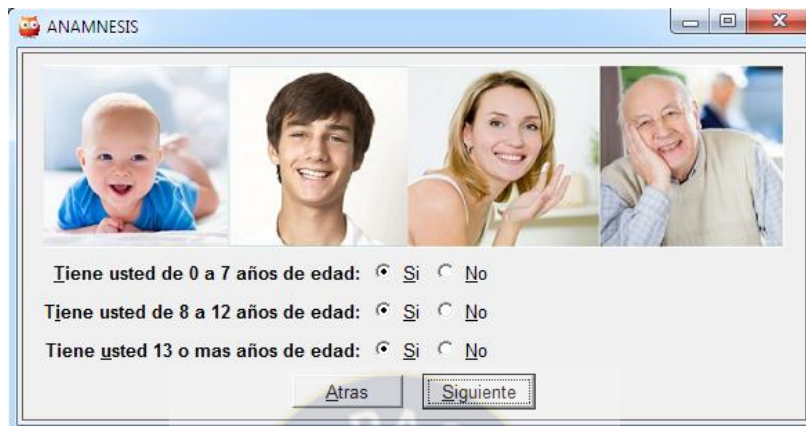 ANAMNESIS
Tiene usted de 0 a 7 años de edad: Si No
Tiene usted de 8 a 12 años de edad: Si No
Tiene usted 13 o mas años de edad: Si No
Atras Siguiente